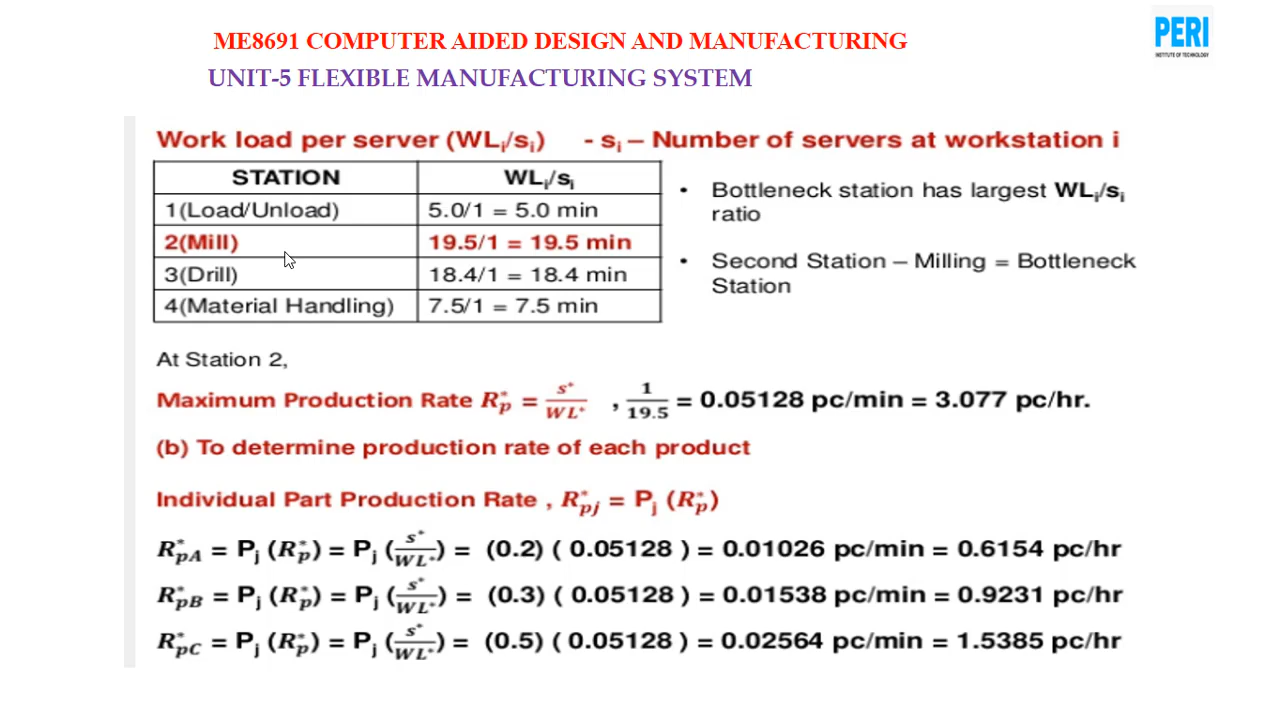 ME8691 COMPUTER AIDED DESIGN AND MANUFACTURING
PERI
INSTITUTE OF TECHNOLOGY
UNIT-5 FLEXIBLE MANUFACTURING SYSTEM
Work load per server (WLi/si) - si – Number of servers at workstation i
STATION WLi/si
1(Load/Unload) 5.0/1 = 5.0 min
2(Mill) 19.5/1 = 19.5 min
3(Drill) 18.4/1 = 18.4 min
4(Material Handling) 7.5/1 = 7.5 min
• Bottleneck station has largest WLi/si
ratio
• Second Station – Milling = Bottleneck
Station
At Station 2,
Maximum Production Rate R*p = s*/WL* , 1/19.5 = 0.05128 pc/min = 3.077 pc/hr.
(b) To determine production rate of each product
Individual Part Production Rate , R*pj = Pj (R*p)
R*pA = Pj (R*p) = Pj (s*/WL*) = (0.2) ( 0.05128 ) = 0.01026 pc/min = 0.6154 pc/hr
R*pB = Pj (R*p) = Pj (s*/WL*) = (0.3) ( 0.05128 ) = 0.01538 pc/min = 0.9231 pc/hr
R*pC = Pj (R*p) = Pj (s*/WL*) = (0.5) ( 0.05128 ) = 0.02564 pc/min = 1.5385 pc/hr